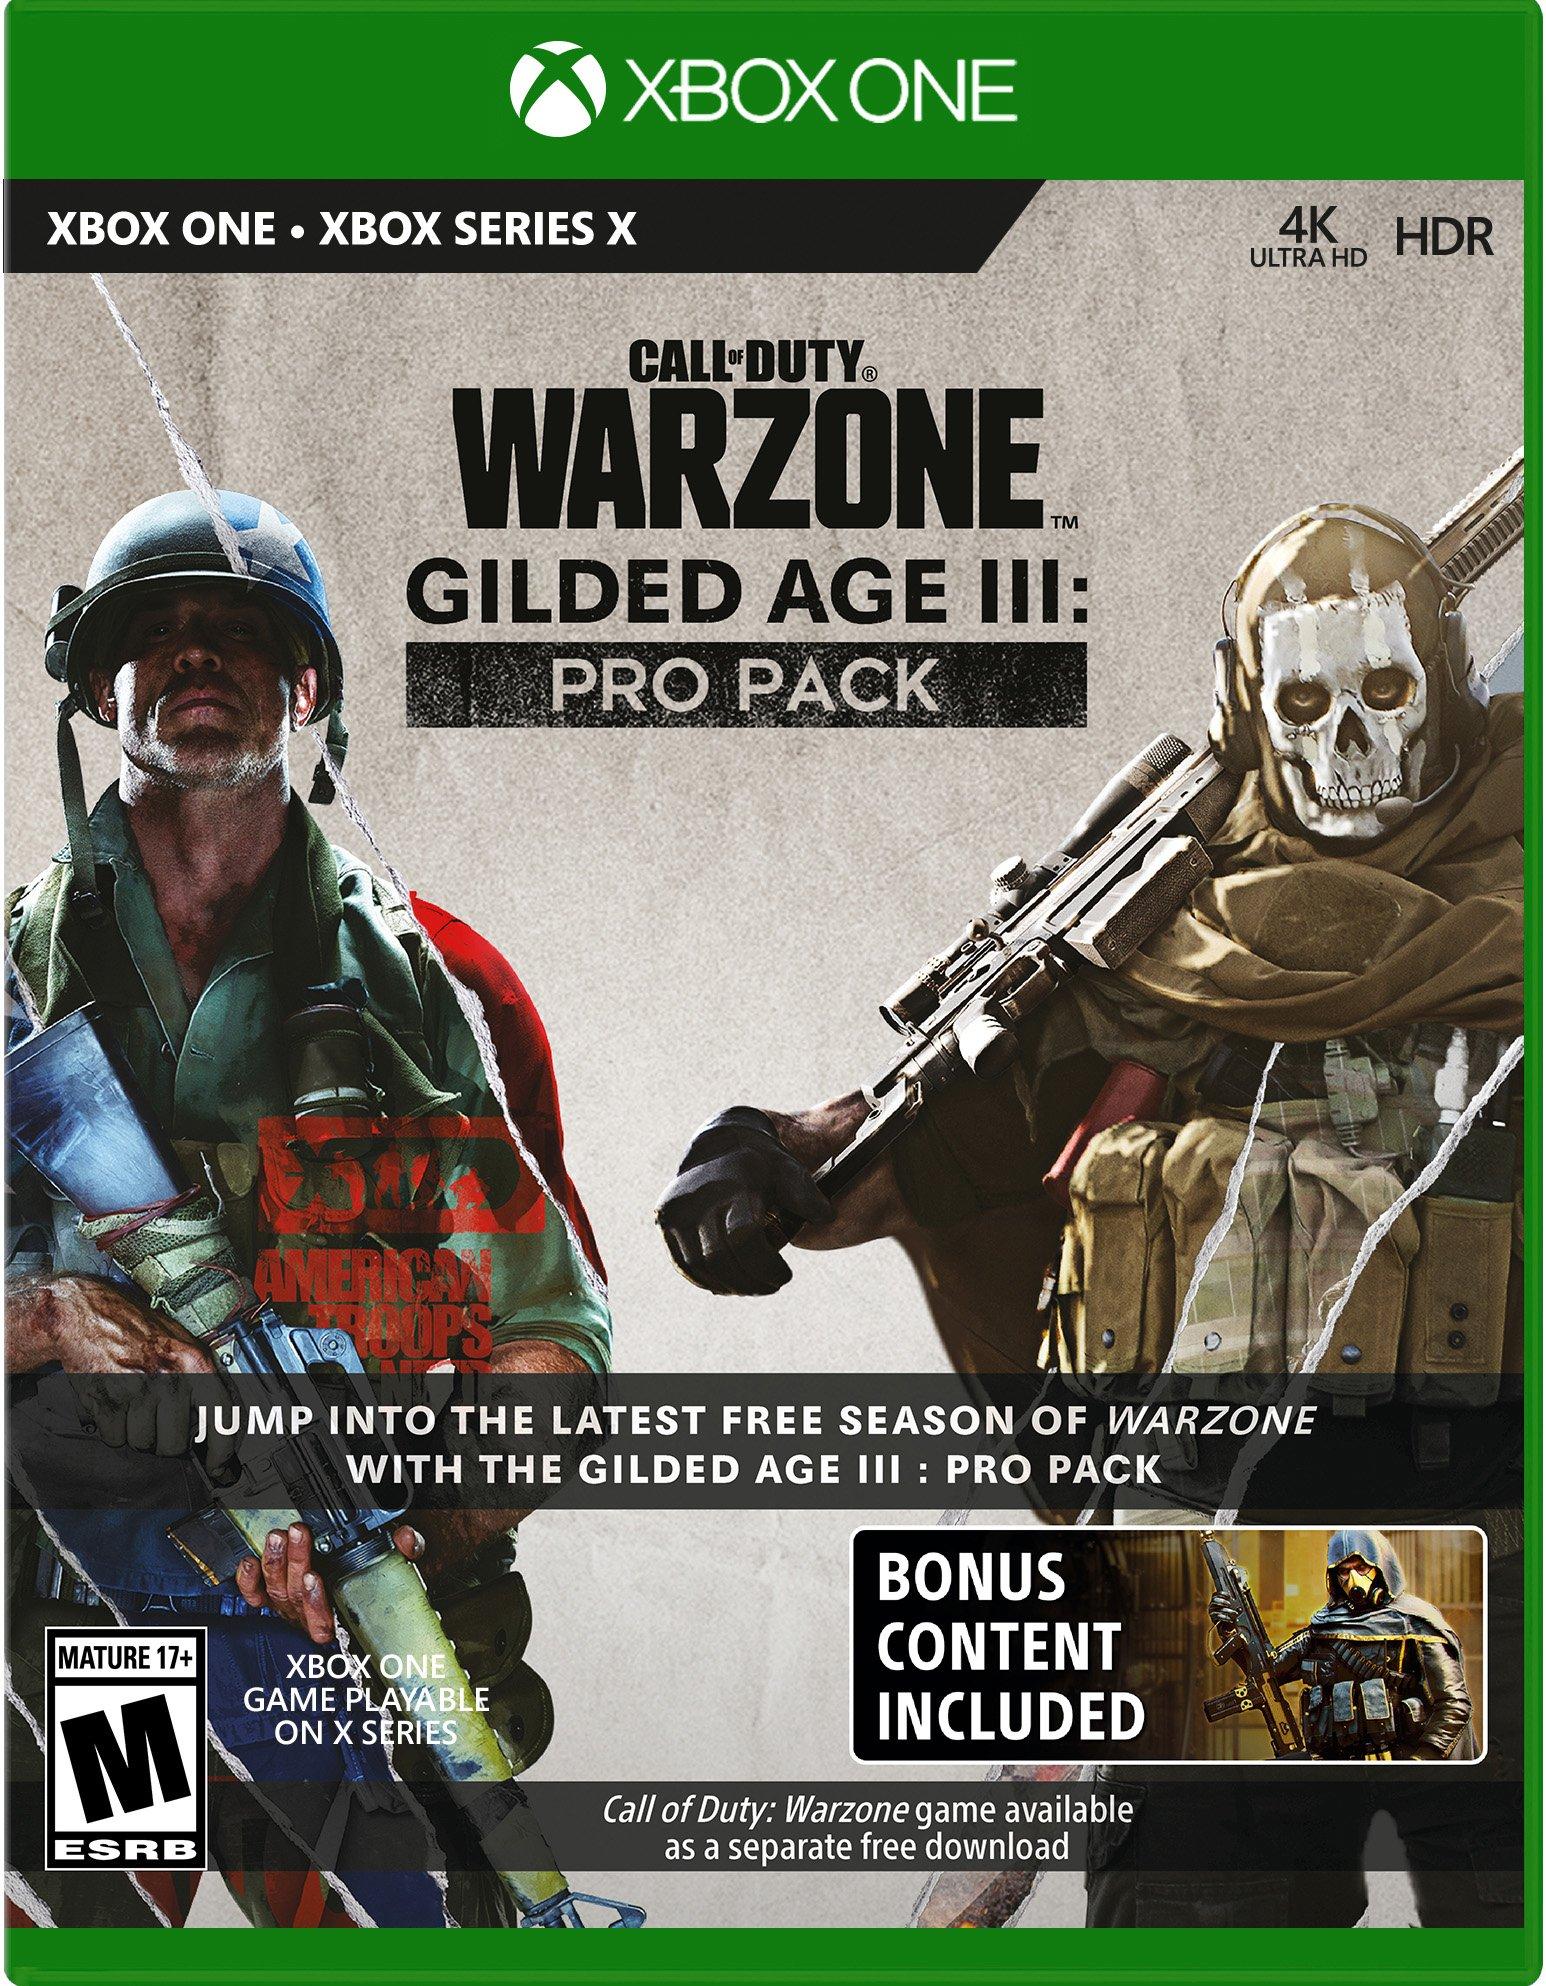 XBOX ONE
XBOX ONE • XBOX SERIES X
4K
ULTRA HD
HDR
CALL OF DUTY®
WARZONE™
GILDED AGE III:
PRO PACK
AMERICAN
TROOPS
JUMP INTO THE LATEST FREE SEASON OF WARZONE
WITH THE GILDED AGE III : PRO PACK
BONUS
CONTENT
INCLUDED
MATURE 17+
M
ESRB
XBOX ONE
GAME PLAYABLE
ON X SERIES
Call of Duty: Warzone game available
as a separate free download